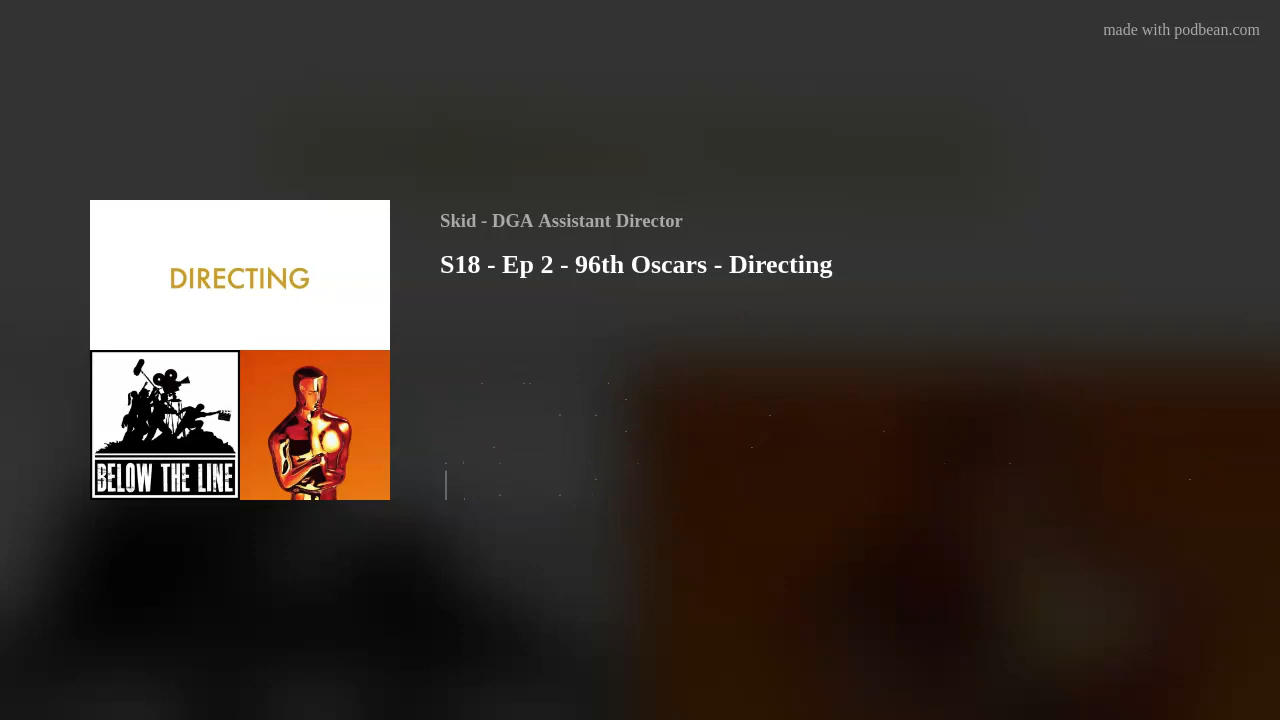 made with podbean.com
Skid - DGA Assistant Director
S18 - Ep 2 - 96th Oscars - Directing
DIRECTING
BELOW THE LINE